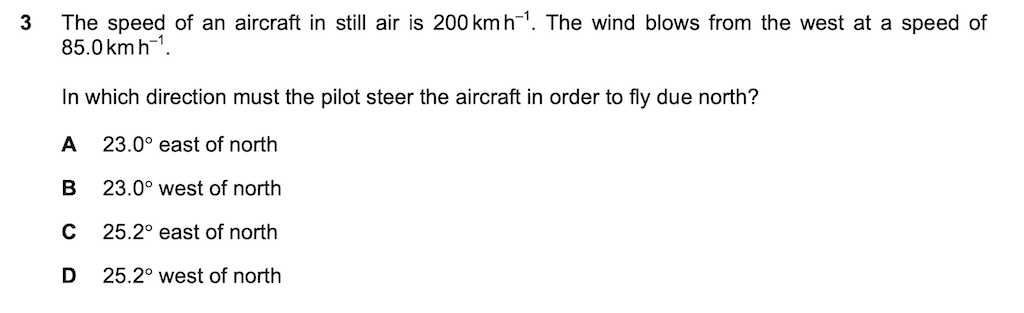 3 The speed of an aircraft in still air is 200 km h⁻¹. The wind blows from the west at a speed of
85.0 km h⁻¹.
In which direction must the pilot steer the aircraft in order to fly due north?
A 23.0° east of north
B 23.0° west of north
C 25.2° east of north
D 25.2° west of north